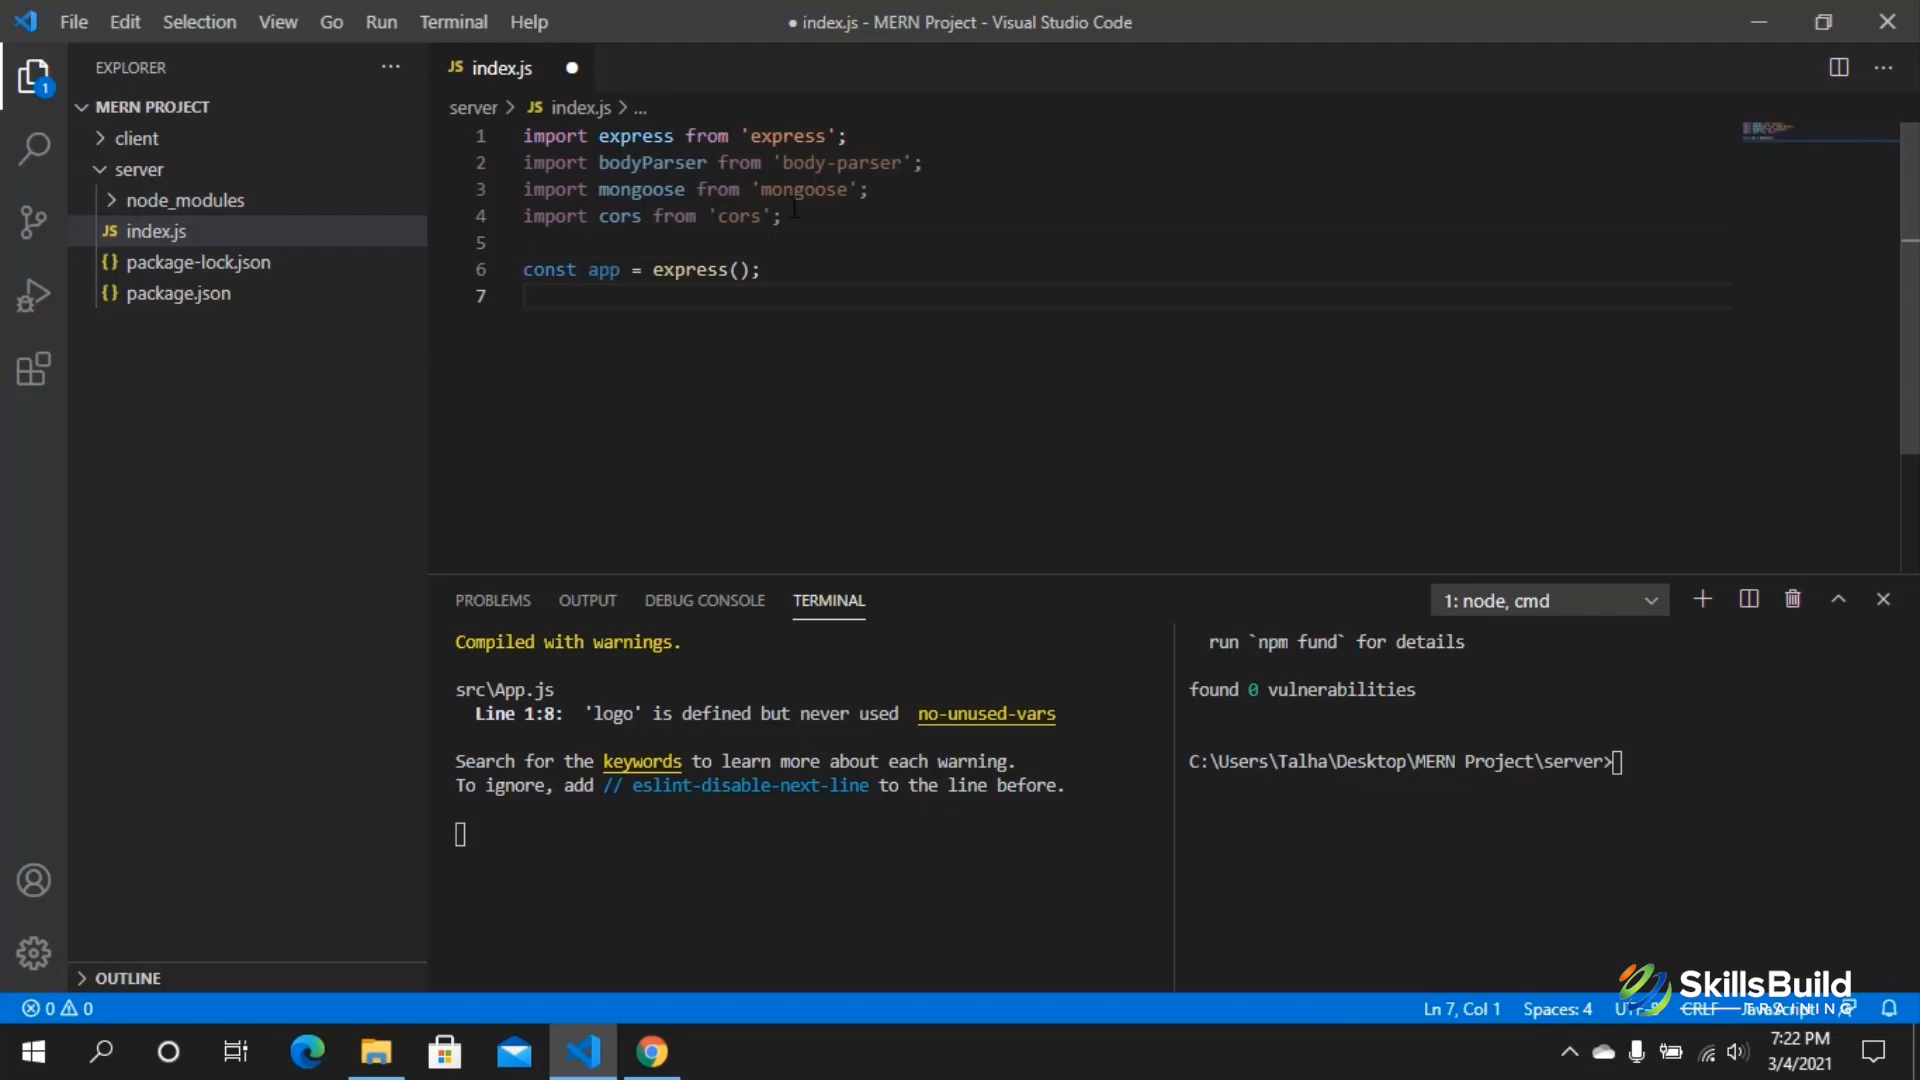 File Edit Selection View Go Run Terminal Help
● index.js - MERN Project - Visual Studio Code
EXPLORER
1
MERN PROJECT
client
server
node_modules
JS index.js
{} package-lock.json
{} package.json
OUTLINE
JS index.js
server > JS index.js > ...
1 import express from 'express';
2 import bodyParser from 'body-parser';
3 import mongoose from 'mongoose';
4 import cors from 'cors';
5
6 const app = express();
7
PROBLEMS OUTPUT DEBUG CONSOLE TERMINAL
1: node, cmd
Compiled with warnings.
src\App.js
Line 1:8: 'logo' is defined but never used no-unused-vars
Search for the keywords to learn more about each warning.
To ignore, add // eslint-disable-next-line to the line before.
run `npm fund` for details
found 0 vulnerabilities
C:\Users\Talha\Desktop\MERN Project\server>
SkillsBuild
TRAINING
0 0
Ln 7, Col 1 Spaces: 4 CRLF JavaScript
7:22 PM
3/4/2021